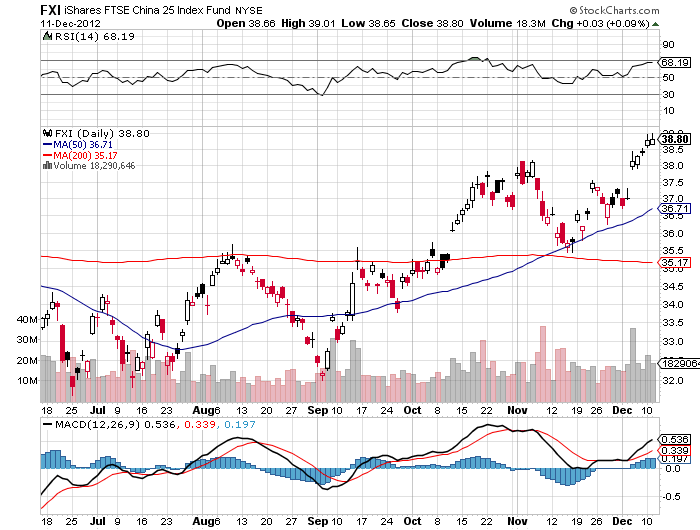 FXI iShares FTSE China 25 Index Fund NYSE © StockCharts.com
11-Dec-2012 Open 38.66 High 39.01 Low 38.65 Close 38.80 Volume 18.3M Chg +0.03 (+0.09%)
RSI(14) 68.19
90
68.19
50
30
10
FXI (Daily) 38.80
MA(50) 36.71
MA(200) 35.17
Volume 18,290,646
38.80
38.5
38.0
37.5
37.0
36.71
36.5
36.0
35.5
35.17
35.0
34.5
34.0
33.5
33.0
32.5
18290646
32.0
40M
30M
20M
10M
18 25 Jul 9 16 23 Aug 6 13 20 27 Sep 10 17 24 Oct 8 15 22 Nov 12 19 26 Dec 10
MACD(12,26,9) 0.536, 0.339, 0.197
0.536
0.339
0.197
0.0
-0.5
18 25 Jul 9 16 23 Aug 6 13 20 27 Sep 10 17 24 Oct 8 15 22 Nov 12 19 26 Dec 10